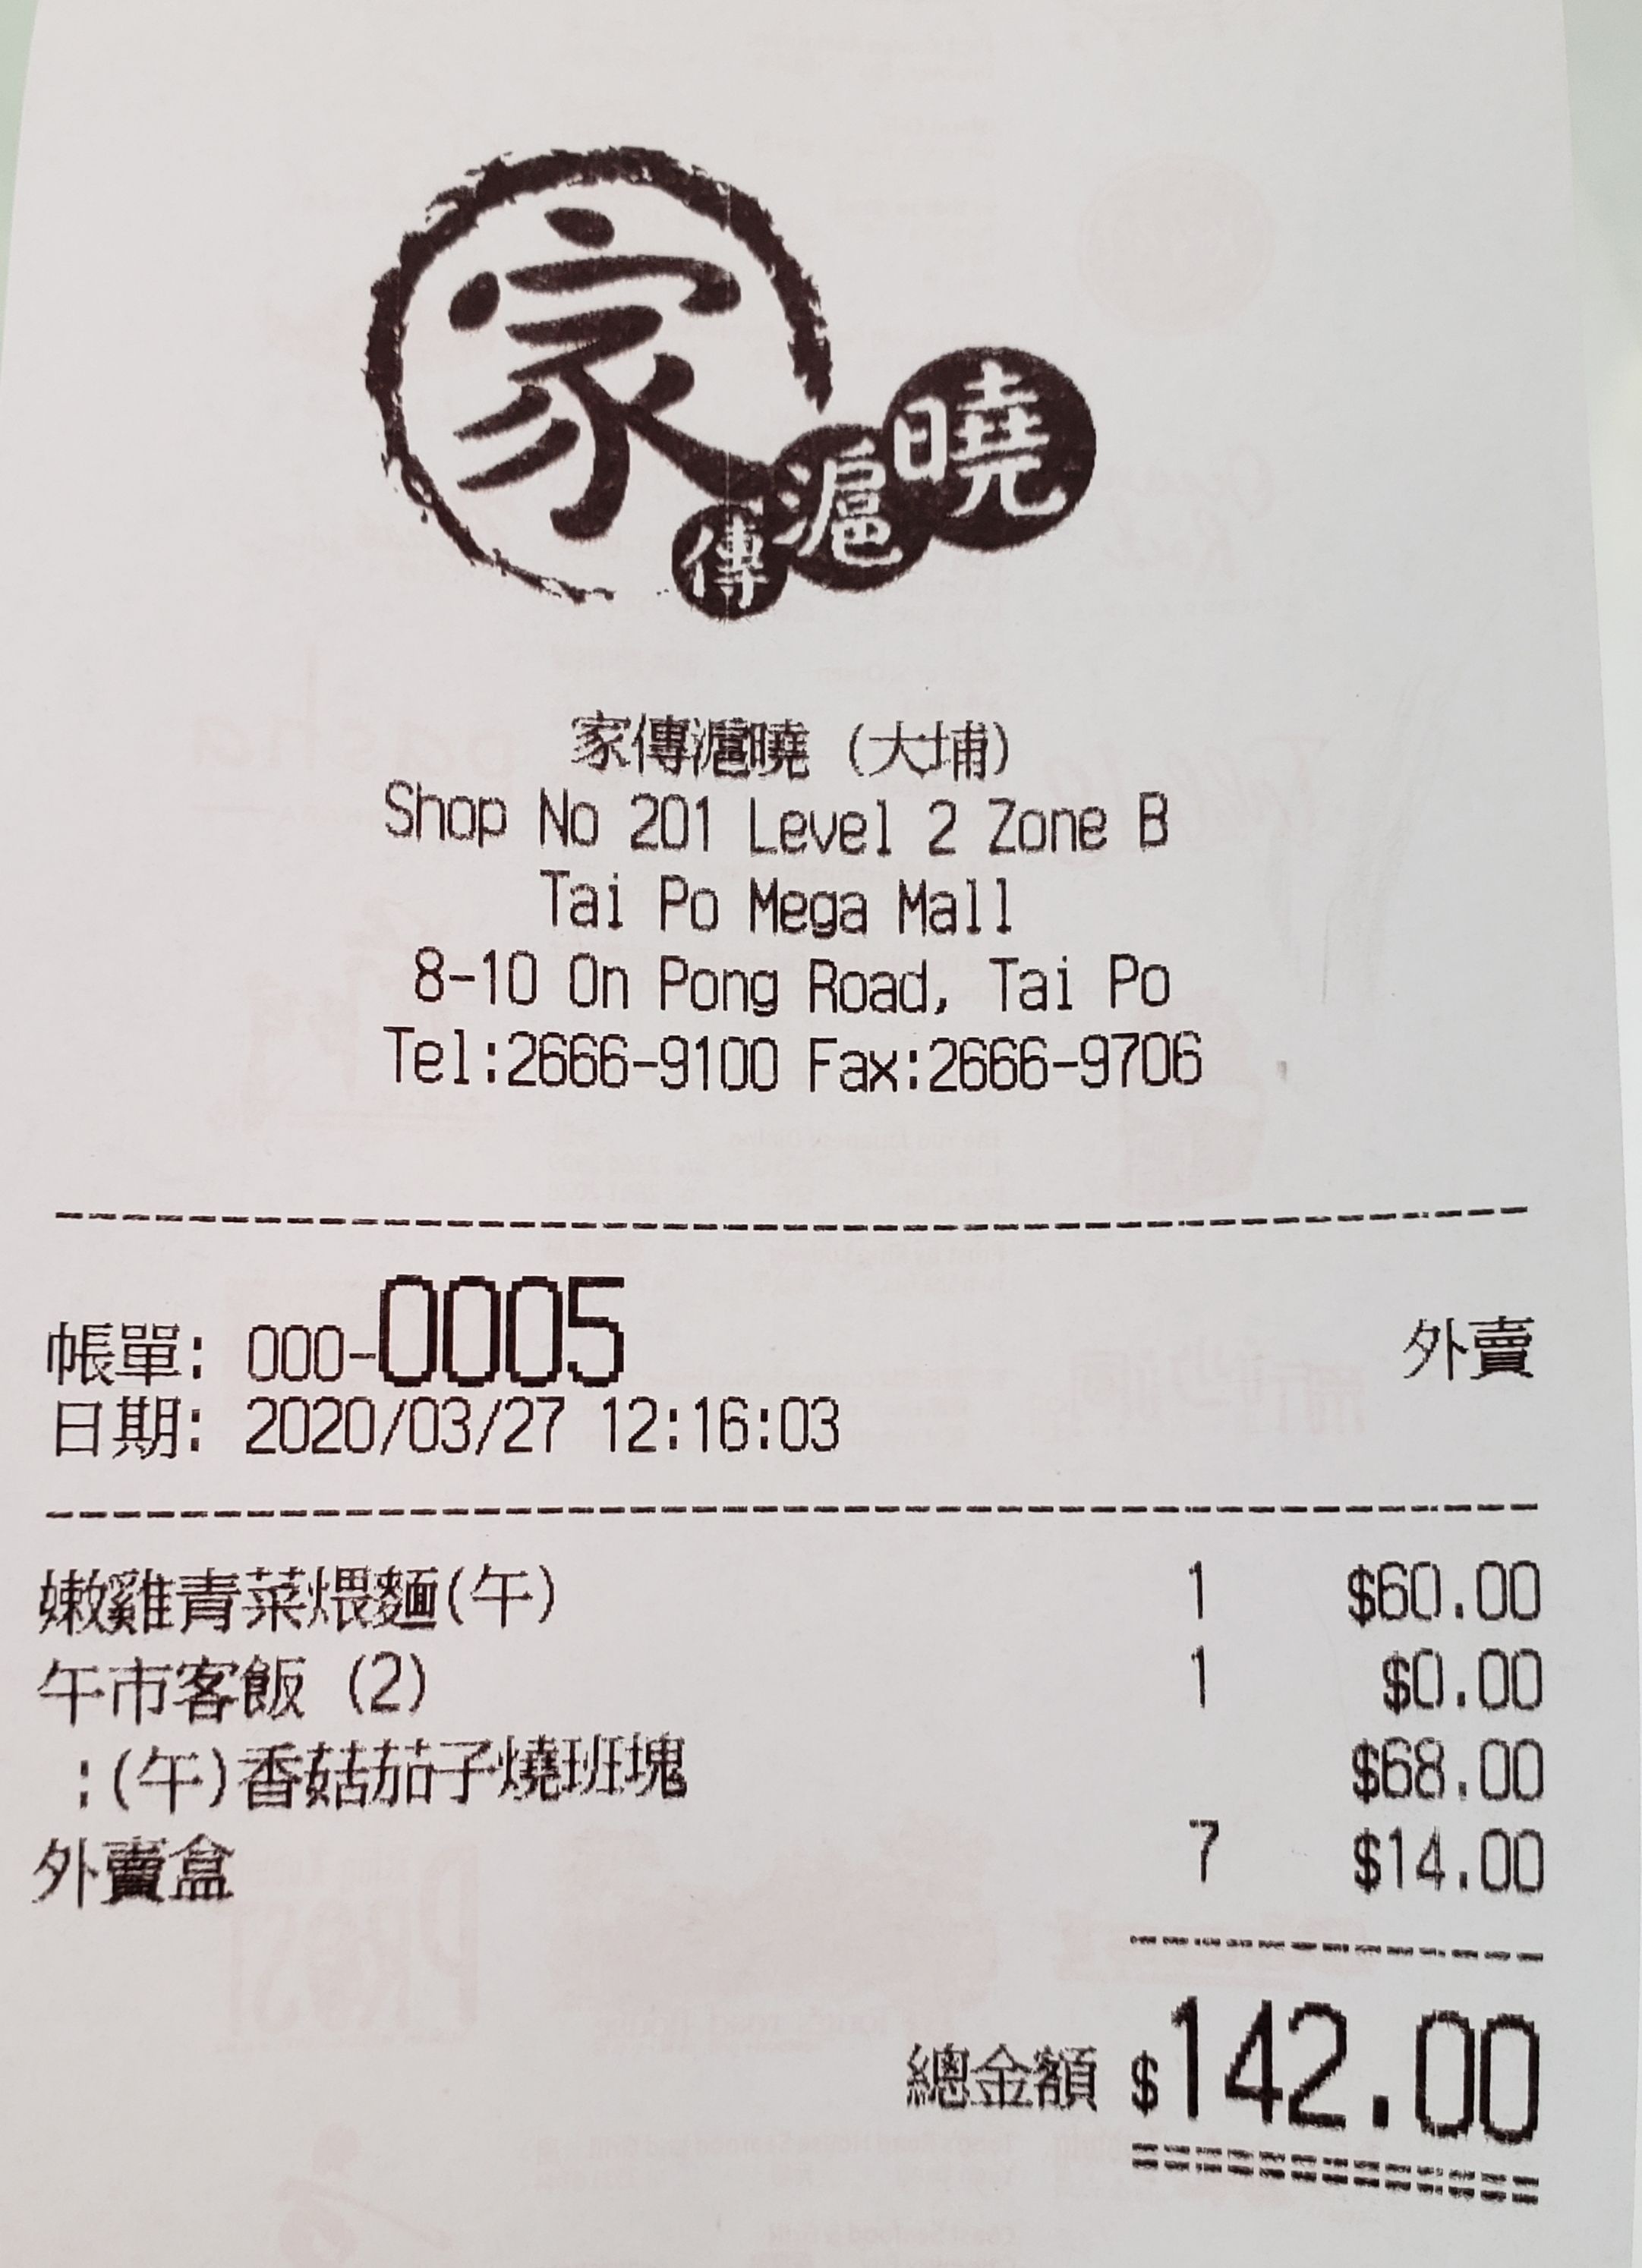 家傳滬曉
家傳滬曉 (大埔)
Shop No 201 Level 2 Zone B
Tai Po Mega Mall
8-10 On Pong Road, Tai Po
Tel:2666-9100 Fax:2666-9706
帳單: 000-0005 外賣
日期: 2020/03/27 12:16:03
嫩雞青菜煨麵(午) 1 $60.00
午市客飯 (2) 1 $0.00
:(午)香菇茄子燒班塊 $68.00
外賣盒 7 $14.00
總金額 $142.00